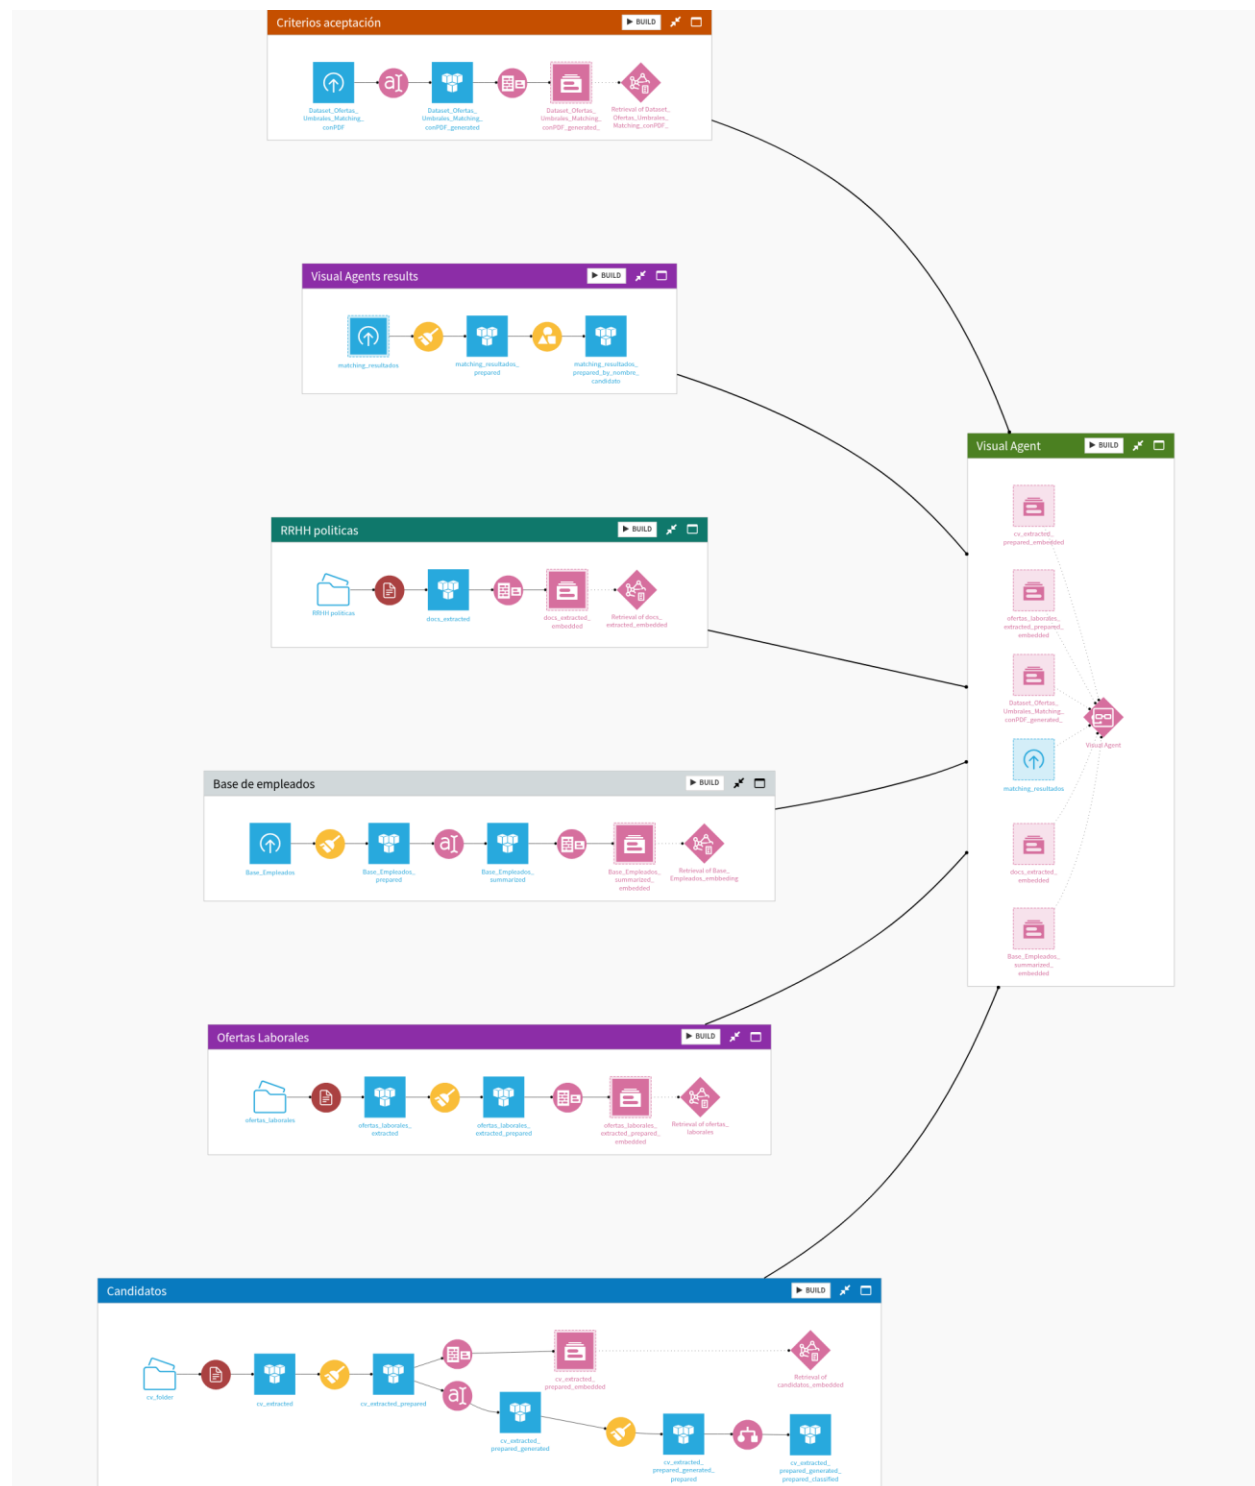 Criterios aceptación
BUILD
Dataset_Ofertas_
Umbrales_Matching_
conPDF
Dataset_Ofertas_
Umbrales_Matching_
conPDF_generated
Dataset_Ofertas_
Umbrales_Matching_
conPDF_generated_
Retrieval of Dataset_
Ofertas_Umbrales_
Matching_conPDF_
Visual Agents results
BUILD
matching_resultados
matching_resultados_
prepared
matching_resultados_
prepared_by_nombre_
candidato
RRHH politicas
BUILD
RRHH politicas
docs_extracted
docs_extracted_
embedded
Retrieval of docs_
extracted_embedded
Base de empleados
BUILD
Base_Empleados
Base_Empleados_
prepared
Base_Empleados_
summarized
Base_Empleados_
summarized_
embedded
Retrieval of Base_
Empleados_embbeding
Ofertas Laborales
BUILD
ofertas_laborales
ofertas_laborales_
extracted
ofertas_laborales_
extracted_prepared
ofertas_laborales_
extracted_prepared_
embedded
Retrieval of ofertas_
laborales
Candidatos
BUILD
cv_folder
cv_extracted
cv_extracted_prepared
cv_extracted_
prepared_embedded
Retrieval of
candidatos_embedded
cv_extracted_
prepared_generated
cv_extracted_
prepared_generated_
prepared
cv_extracted_
prepared_generated_
prepared_classified
Visual Agent
BUILD
cv_extracted_
prepared_embedded
ofertas_laborales_
extracted_prepared_
embedded
Dataset_Ofertas_
Umbrales_Matching_
conPDF_generated_
Visual Agent
matching_resultados
docs_extracted_
embedded
Base_Empleados_
summarized_
embedded